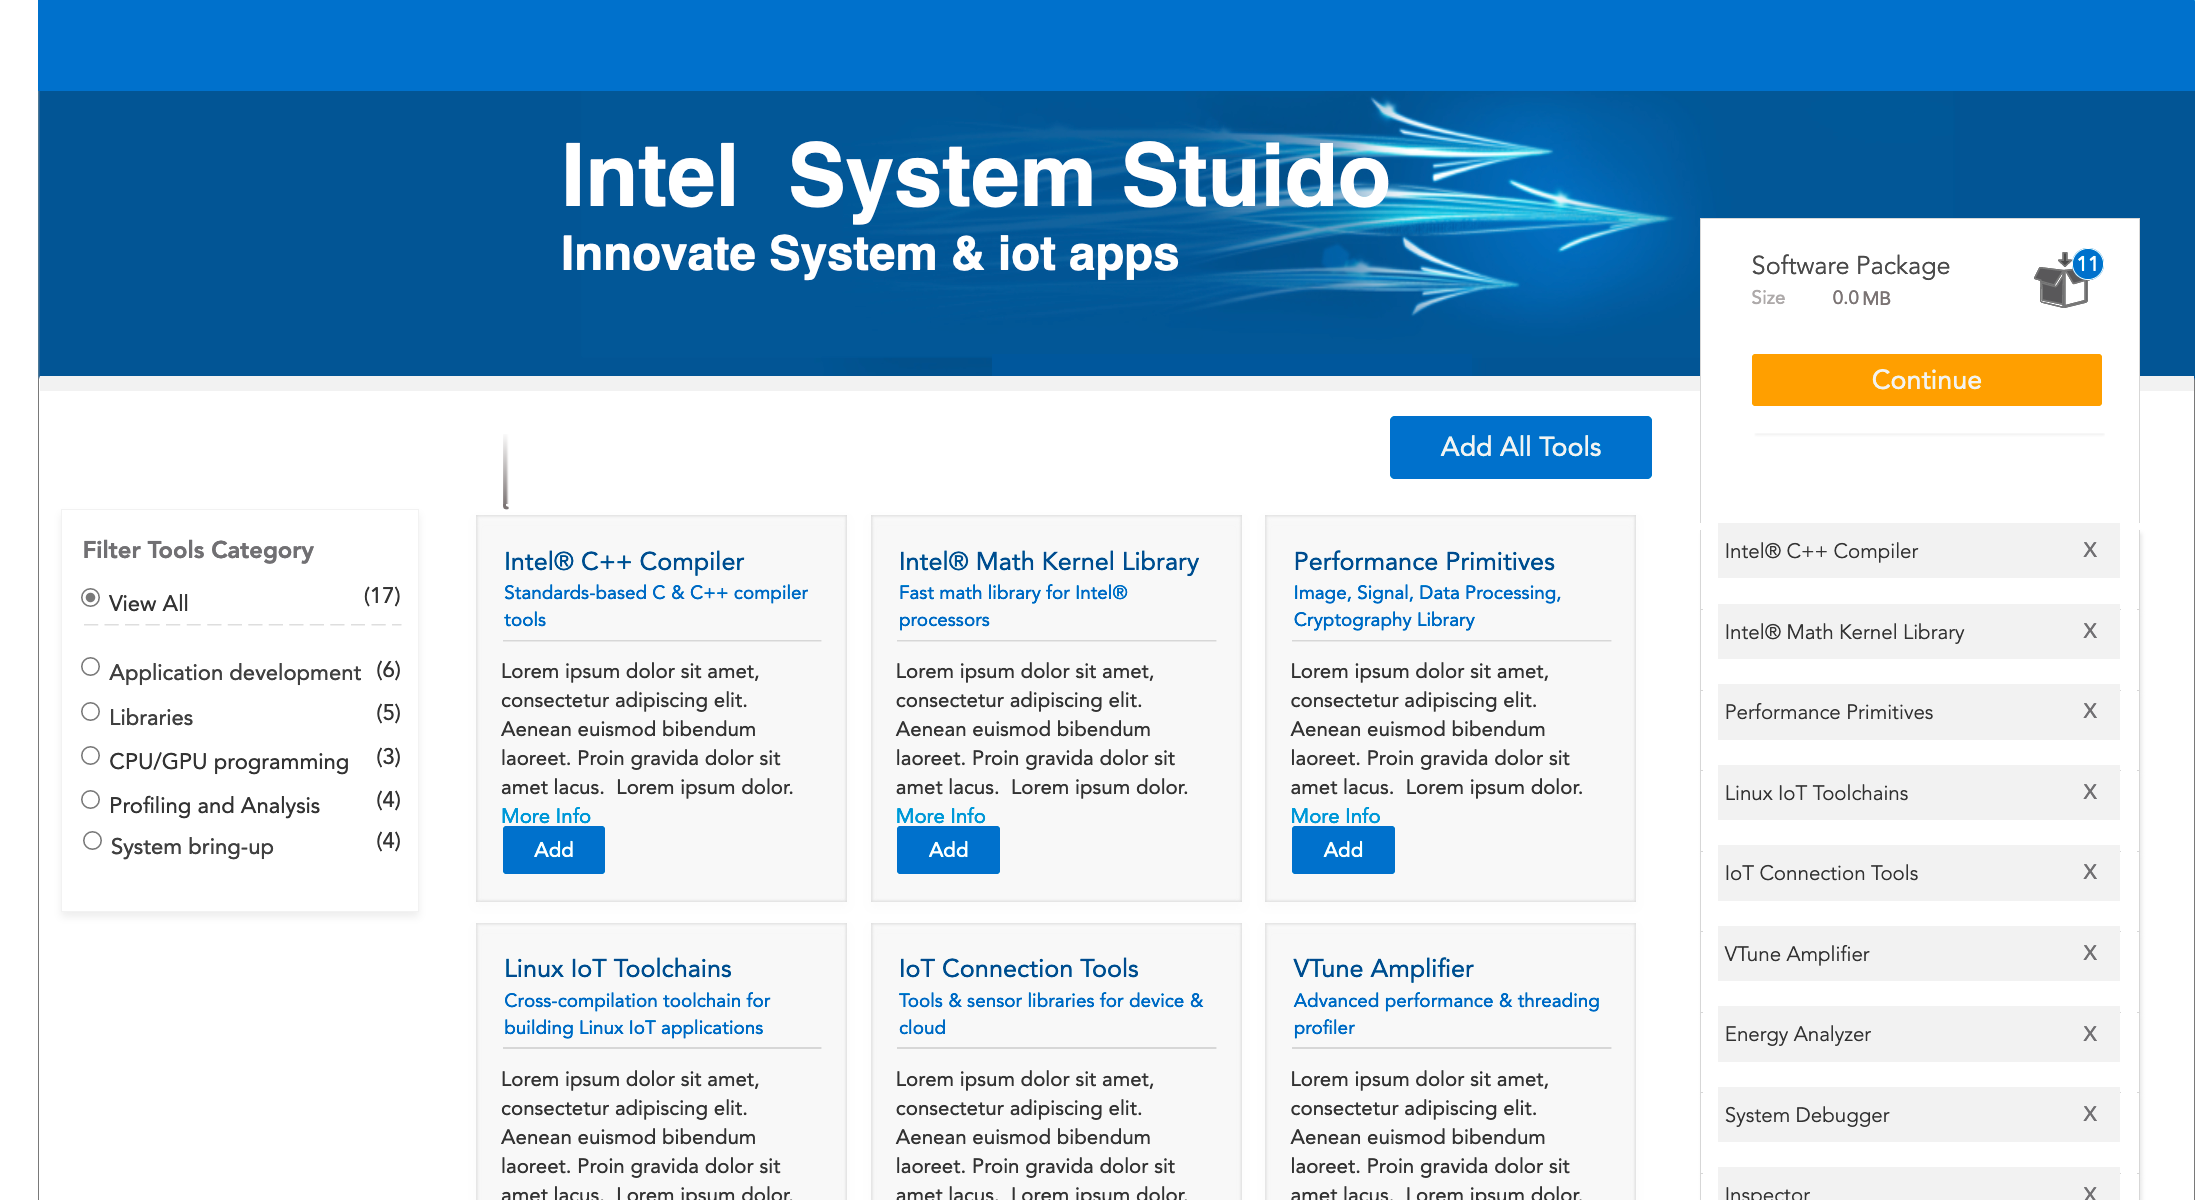 Intel  System Stuido
Innovate System & iot apps
Software Package
11
Size 0.0 MB
Continue
Add All Tools
Filter Tools Category
View All (17)
Application development (6)
Libraries (5)
CPU/GPU programming (3)
Profiling and Analysis (4)
System bring-up (4)
Intel® C++ Compiler
Standards-based C & C++ compiler
tools
Lorem ipsum dolor sit amet,
consectetur adipiscing elit.
Aenean euismod bibendum
laoreet. Proin gravida dolor sit
amet lacus.  Lorem ipsum dolor.
More Info
Add
Intel® Math Kernel Library
Fast math library for Intel®
processors
Lorem ipsum dolor sit amet,
consectetur adipiscing elit.
Aenean euismod bibendum
laoreet. Proin gravida dolor sit
amet lacus.  Lorem ipsum dolor.
More Info
Add
Performance Primitives
Image, Signal, Data Processing,
Cryptography Library
Lorem ipsum dolor sit amet,
consectetur adipiscing elit.
Aenean euismod bibendum
laoreet. Proin gravida dolor sit
amet lacus.  Lorem ipsum dolor.
More Info
Add
Linux IoT Toolchains
Cross-compilation toolchain for
building Linux IoT applications
Lorem ipsum dolor sit amet,
consectetur adipiscing elit.
Aenean euismod bibendum
laoreet. Proin gravida dolor sit
amet lacus.  Lorem ipsum dolor.
IoT Connection Tools
Tools & sensor libraries for device &
cloud
Lorem ipsum dolor sit amet,
consectetur adipiscing elit.
Aenean euismod bibendum
laoreet. Proin gravida dolor sit
amet lacus.  Lorem ipsum dolor.
VTune Amplifier
Advanced performance & threading
profiler
Lorem ipsum dolor sit amet,
consectetur adipiscing elit.
Aenean euismod bibendum
laoreet. Proin gravida dolor sit
amet lacus.  Lorem ipsum dolor.
Intel® C++ Compiler X
Intel® Math Kernel Library X
Performance Primitives X
Linux IoT Toolchains X
IoT Connection Tools X
VTune Amplifier X
Energy Analyzer X
System Debugger X
Inspector X